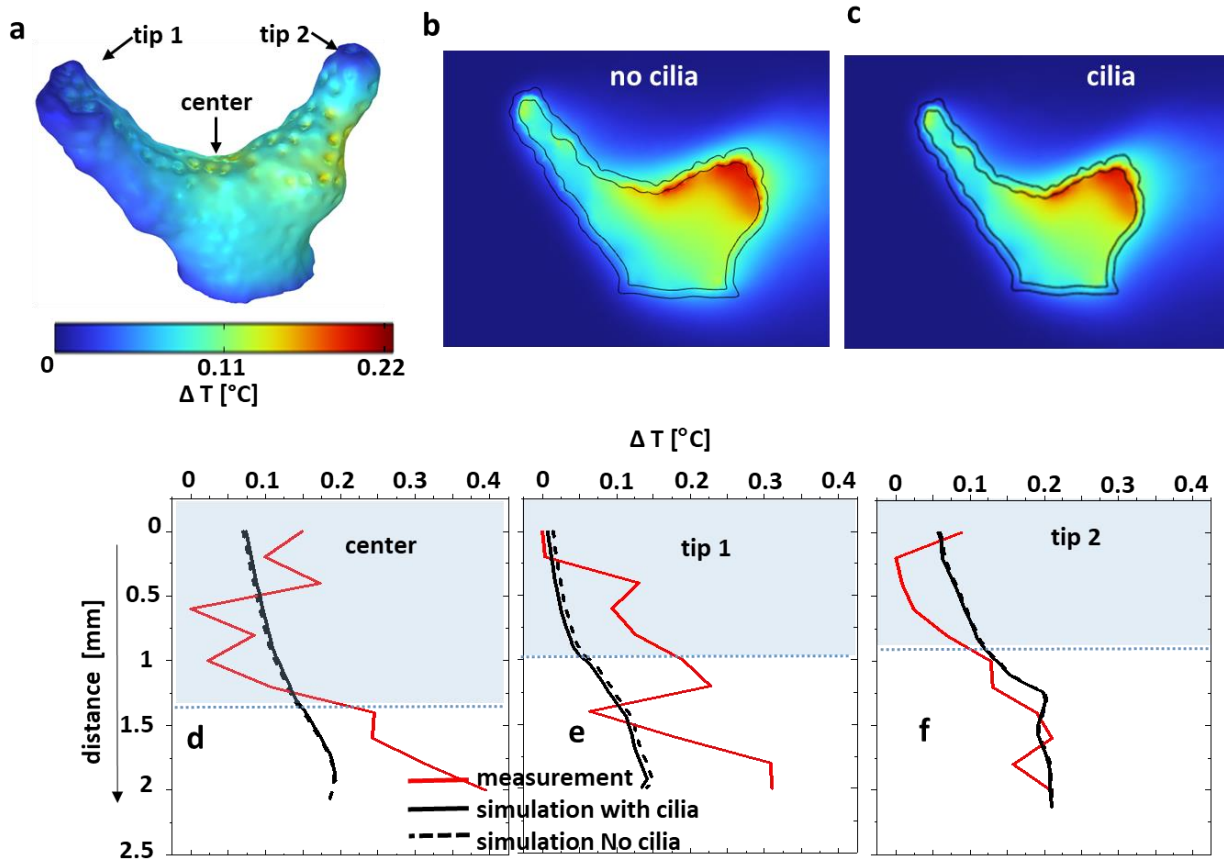 a
tip 1
tip 2
center
0
0.11
0.22
Δ T [°C]
b
no cilia
c
cilia
Δ T [°C]
0 0.1 0.2 0.3 0.4
0 0.1 0.2 0.3 0.4
0 0.1 0.2 0.3 0.4
distance [mm]
0
0.5
1
1.5
2
2.5
center
d
tip 1
e
tip 2
f
measurement
simulation with cilia
simulation No cilia